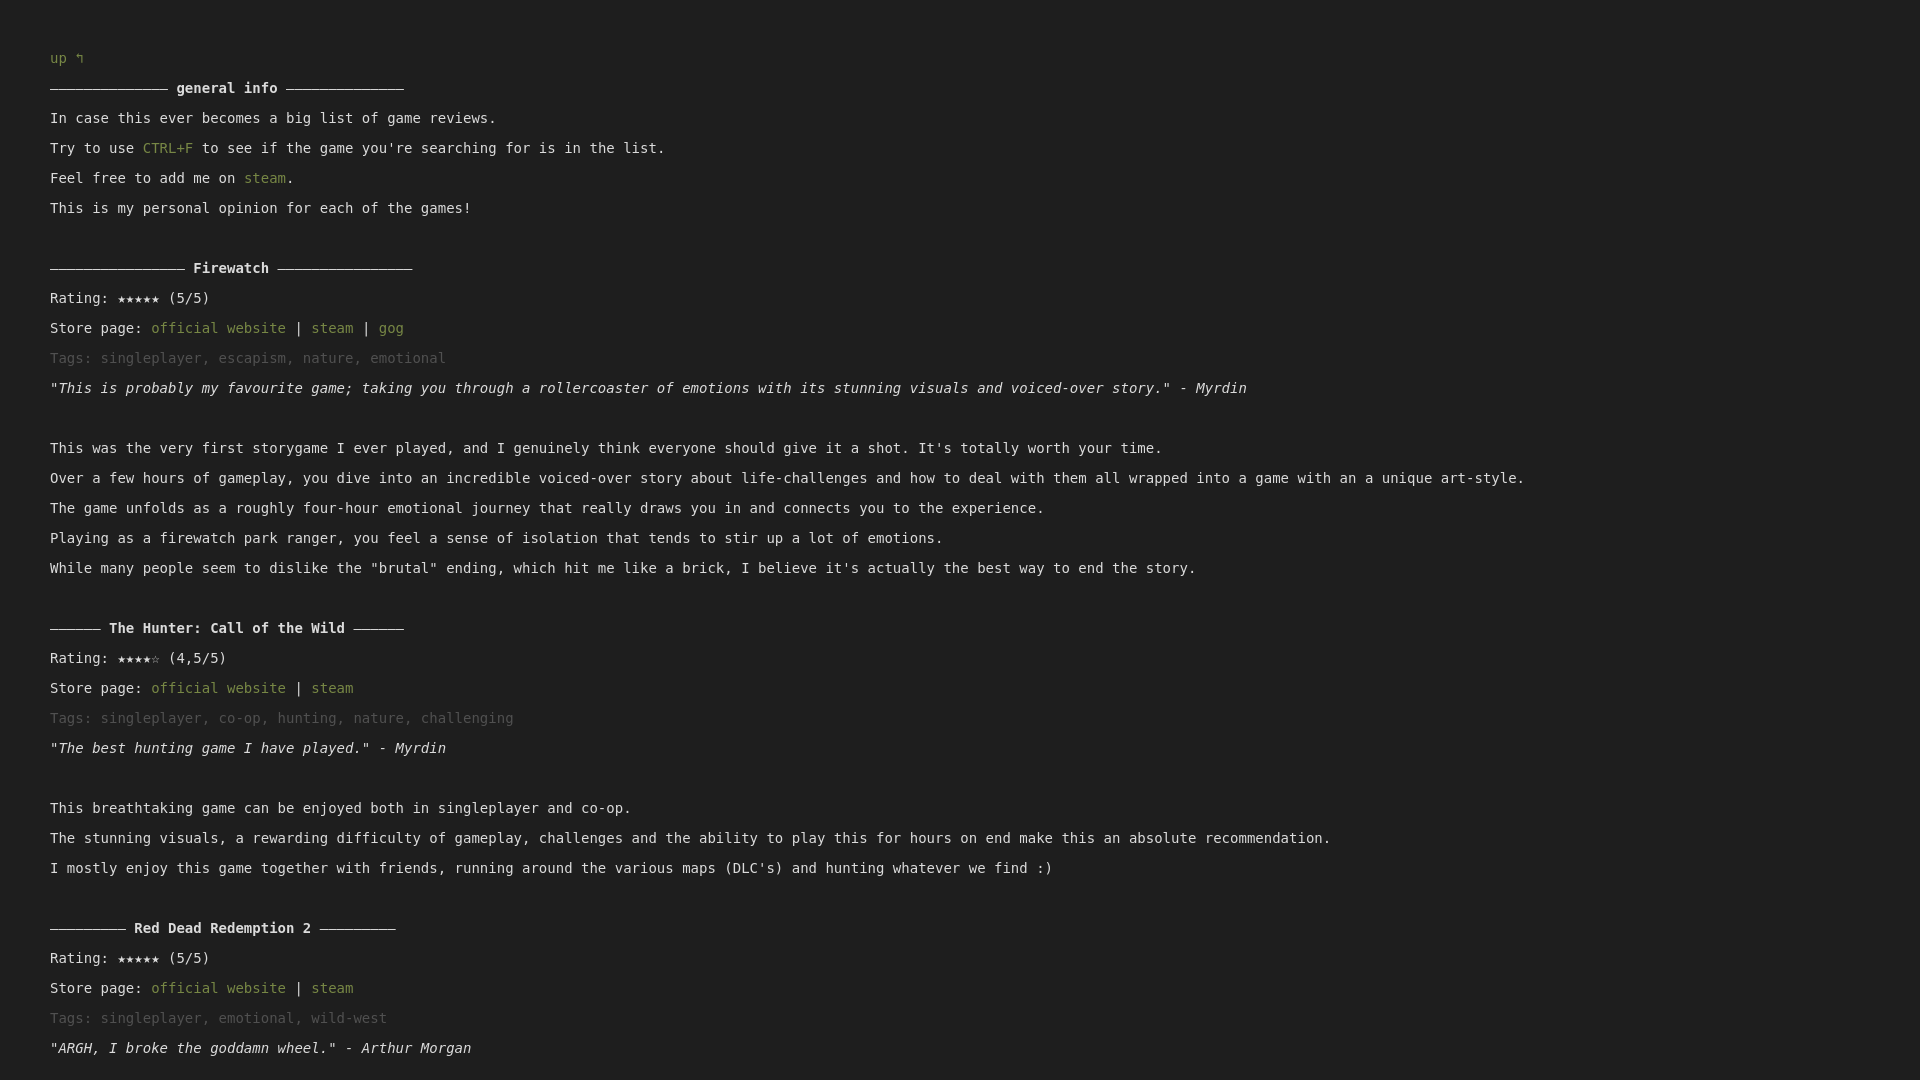 up ↰
—————————————— general info ——————————————
In case this ever becomes a big list of game reviews.
Try to use CTRL+F to see if the game you're searching for is in the list.
Feel free to add me on steam.
This is my personal opinion for each of the games!
———————————————— Firewatch ————————————————
Rating: ★★★★★ (5/5)
Store page: official website | steam | gog
Tags: singleplayer, escapism, nature, emotional
"This is probably my favourite game; taking you through a rollercoaster of emotions with its stunning visuals and voiced-over story." - Myrdin
This was the very first storygame I ever played, and I genuinely think everyone should give it a shot. It's totally worth your time.
Over a few hours of gameplay, you dive into an incredible voiced-over story about life-challenges and how to deal with them all wrapped into a game with an a unique art-style.
The game unfolds as a roughly four-hour emotional journey that really draws you in and connects you to the experience.
Playing as a firewatch park ranger, you feel a sense of isolation that tends to stir up a lot of emotions.
While many people seem to dislike the "brutal" ending, which hit me like a brick, I believe it's actually the best way to end the story.
—————— The Hunter: Call of the Wild ——————
Rating: ★★★★☆ (4,5/5)
Store page: official website | steam
Tags: singleplayer, co-op, hunting, nature, challenging
"The best hunting game I have played." - Myrdin
This breathtaking game can be enjoyed both in singleplayer and co-op.
The stunning visuals, a rewarding difficulty of gameplay, challenges and the ability to play this for hours on end make this an absolute recommendation.
I mostly enjoy this game together with friends, running around the various maps (DLC's) and hunting whatever we find :)
————————— Red Dead Redemption 2 —————————
Rating: ★★★★★ (5/5)
Store page: official website | steam
Tags: singleplayer, emotional, wild-west
"ARGH, I broke the goddamn wheel." - Arthur Morgan